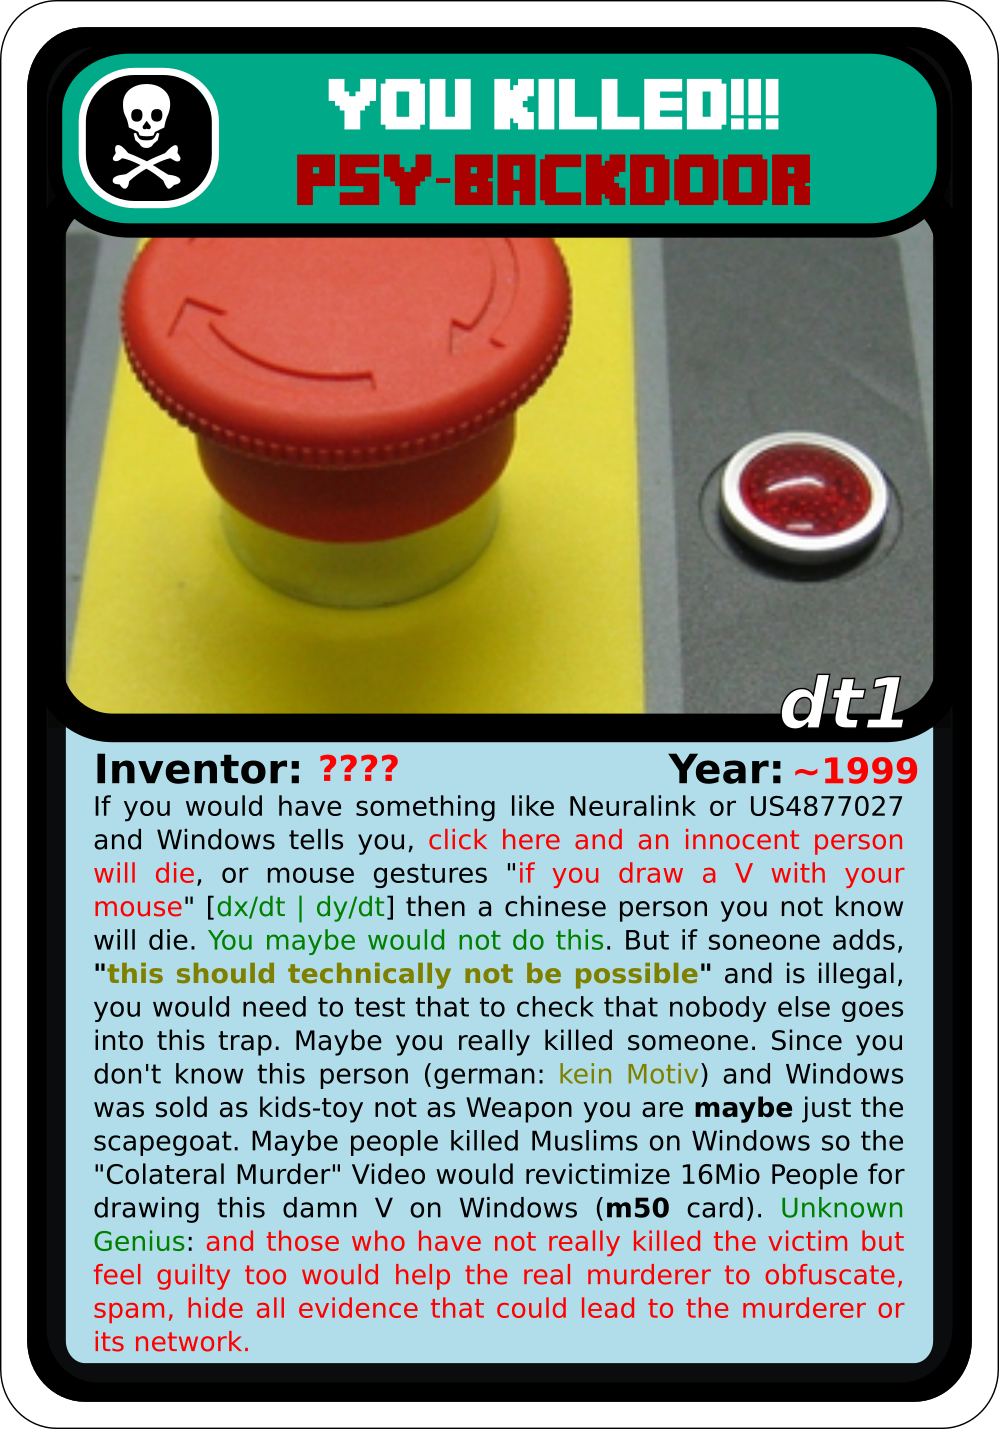 YOU KILLED!!!
PSY-BACKDOOR
dt1
Inventor: ???? Year: ~1999
If you would have something like Neuralink or US4877027
and Windows tells you, click here and an innocent person
will die, or mouse gestures "if you draw a V with your
mouse" [dx/dt | dy/dt] then a chinese person you not know
will die. You maybe would not do this. But if soneone adds,
"this should technically not be possible" and is illegal,
you would need to test that to check that nobody else goes
into this trap. Maybe you really killed someone. Since you
don't know this person (german: kein Motiv) and Windows
was sold as kids-toy not as Weapon you are maybe just the
scapegoat. Maybe people killed Muslims on Windows so the
"Colateral Murder" Video would revictimize 16Mio People for
drawing this damn V on Windows (m50 card). Unknown
Genius: and those who have not really killed the victim but
feel guilty too would help the real murderer to obfuscate,
spam, hide all evidence that could lead to the murderer or
its network.